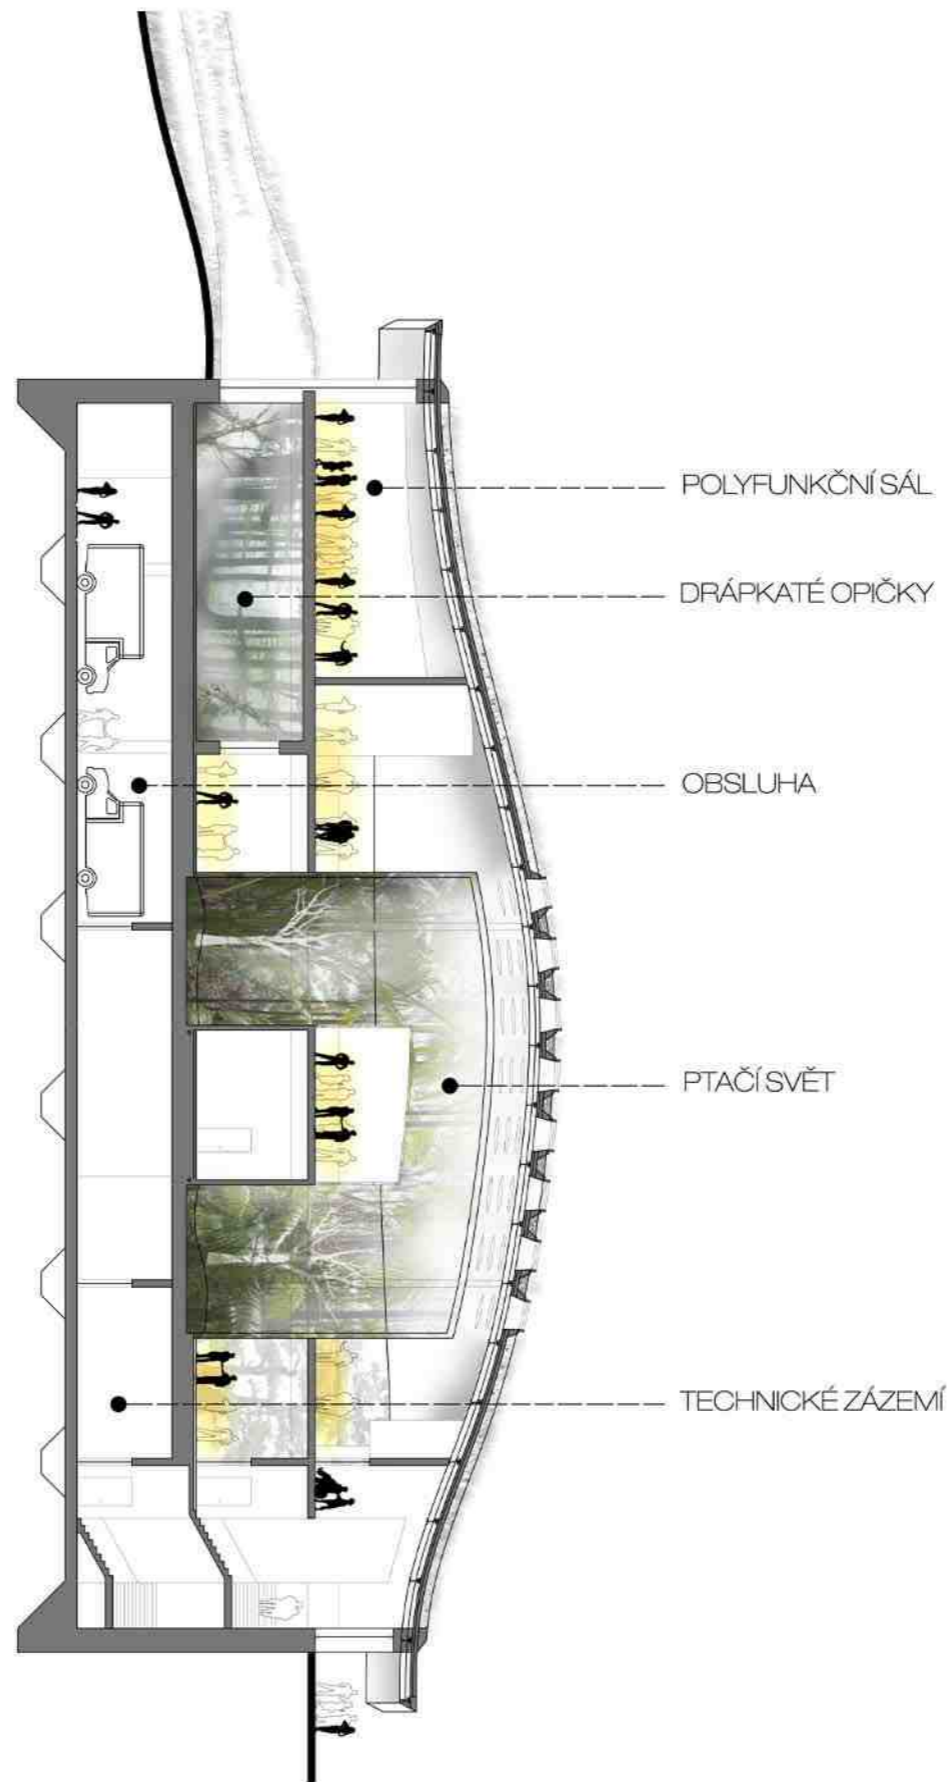 POLYFUNKČNÍ SÁL
DRÁPKATÉ OPIČKY
OBSLUHA
PTAČÍ SVĚT
TECHNICKÉ ZÁZEMÍ